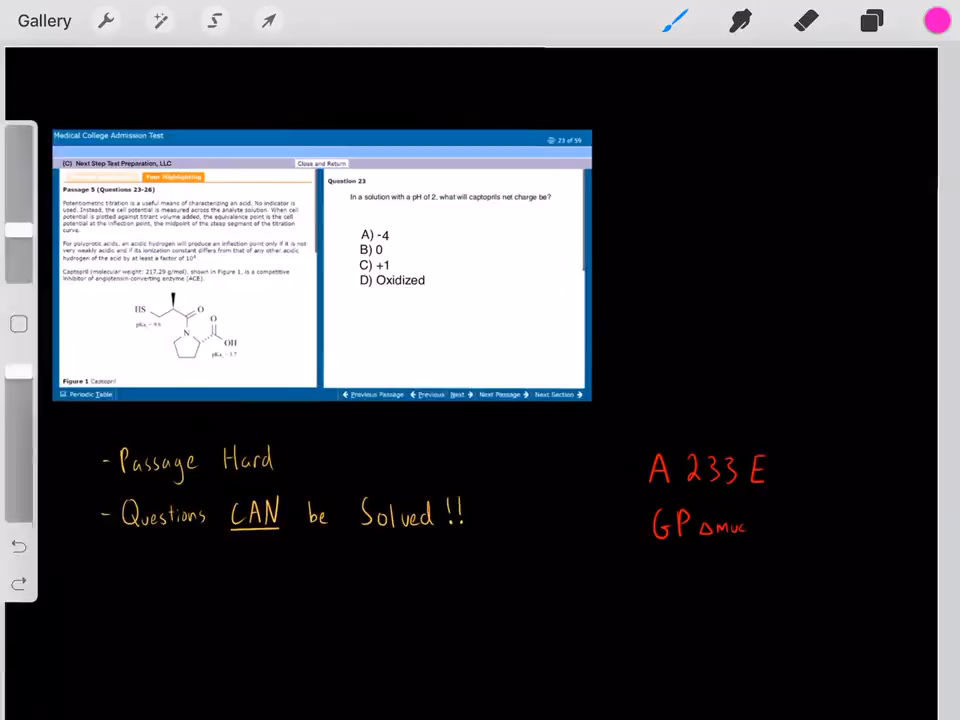 Gallery
Medical College Admission Test
23 of 59
(C) Next Step Test Preparation, LLC
Close and Return
Passage 5 (Questions 23-26)
Potentiometric titration is a useful means of characterizing an acid. No indicator is
used. Instead, the cell potential is measured across the analyte solution. When cell
potential is plotted against titrant volume added, the equivalence point is the cell
potential at the inflection point, the midpoint of the steep segment of the titration
curve.
For polyprotic acids, an acidic hydrogen will produce an inflection point only if it is not
very weakly acidic and if its ionization constant differs from that of any other acidic
hydrogen of the acid by at least a factor of 10⁴
Captopril (molecular weight: 217.29 g/mol), shown in Figure 1, is a competitive
inhibitor of angiotensin-converting enzyme (ACE).
HS
O
O
N
OH
Figure 1 Captopril
Question 23
In a solution with a pH of 2, what will captoprils net charge be?
A) -4
B) 0
C) +1
D) Oxidized
Periodic Table
Previous Passage
Previous
Next
Next Passage
Next Section
- Passage Hard
- Questions CAN be Solved!!
A 233 E
GP